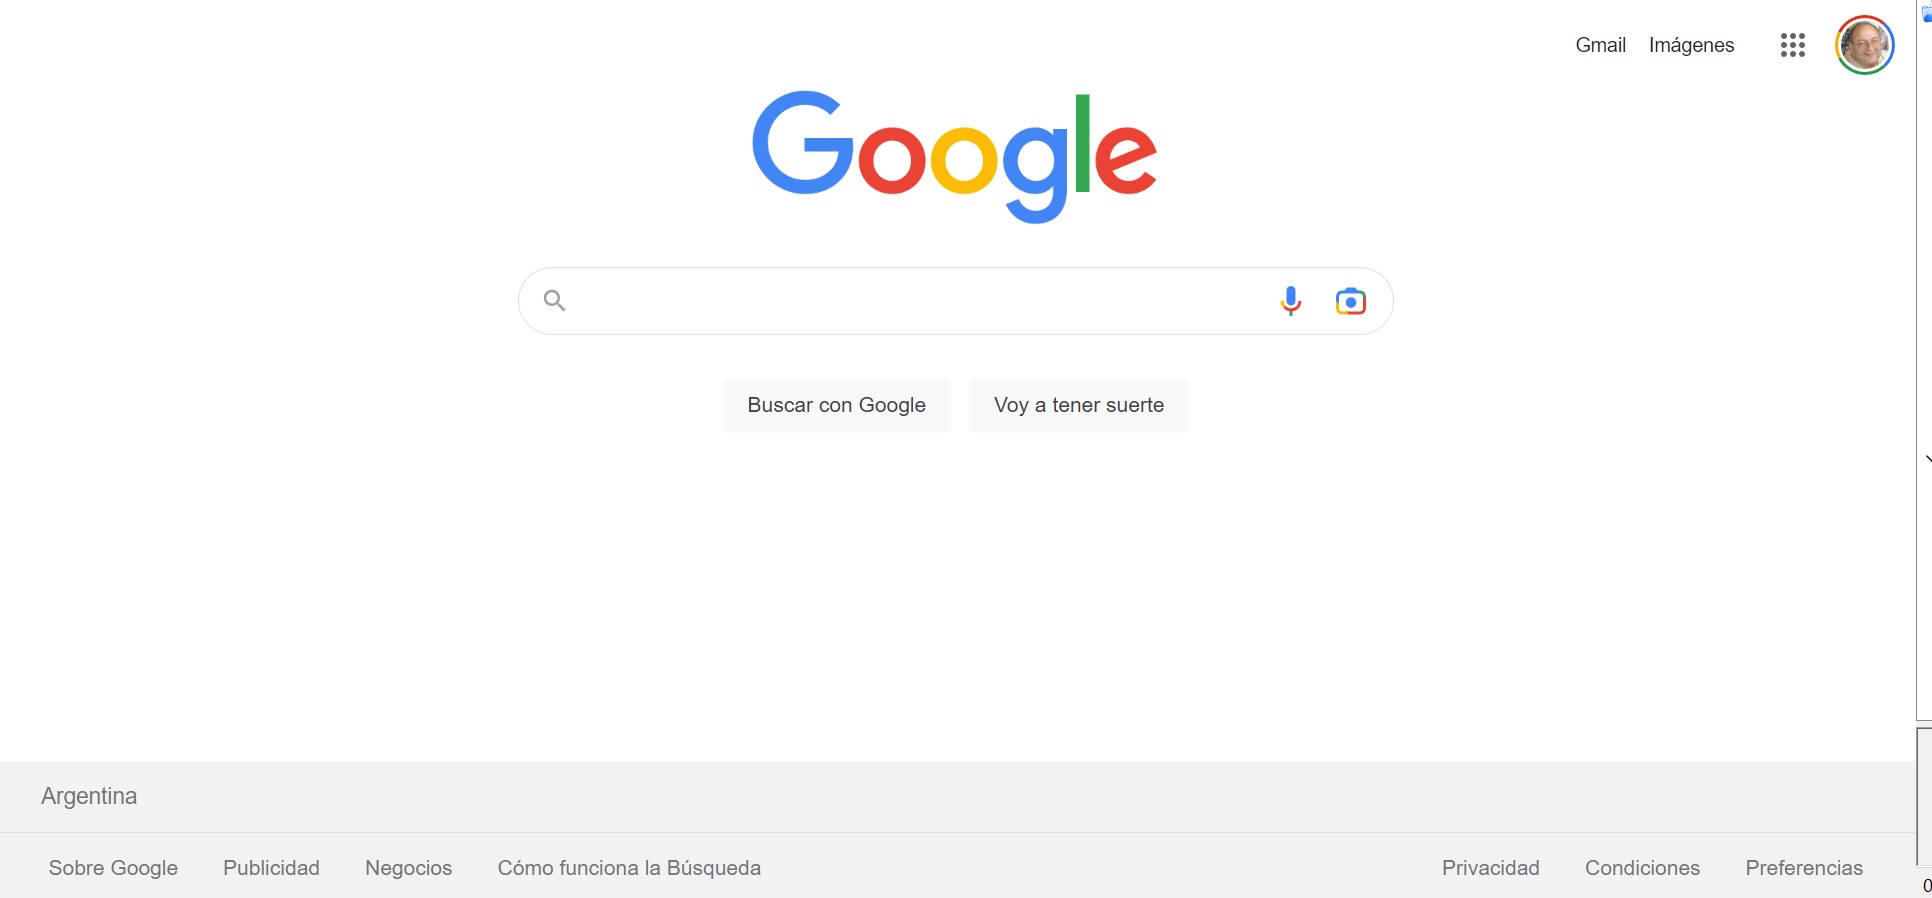 Gmail Imágenes
Google
Buscar con Google Voy a tener suerte
Argentina
Sobre Google Publicidad Negocios Cómo funciona la Búsqueda Privacidad Condiciones Preferencias